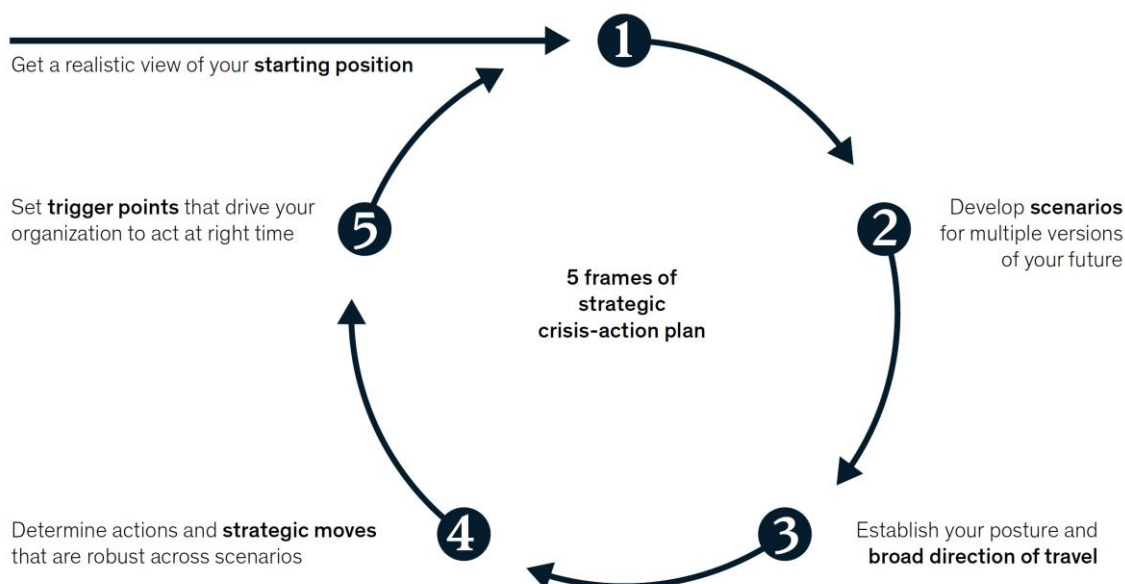 1
Get a realistic view of your starting position
2
Develop scenarios
for multiple versions
of your future
3
Establish your posture and
broad direction of travel
4
Determine actions and strategic moves
that are robust across scenarios
5
Set trigger points that drive your
organization to act at right time
5 frames of
strategic
crisis-action plan